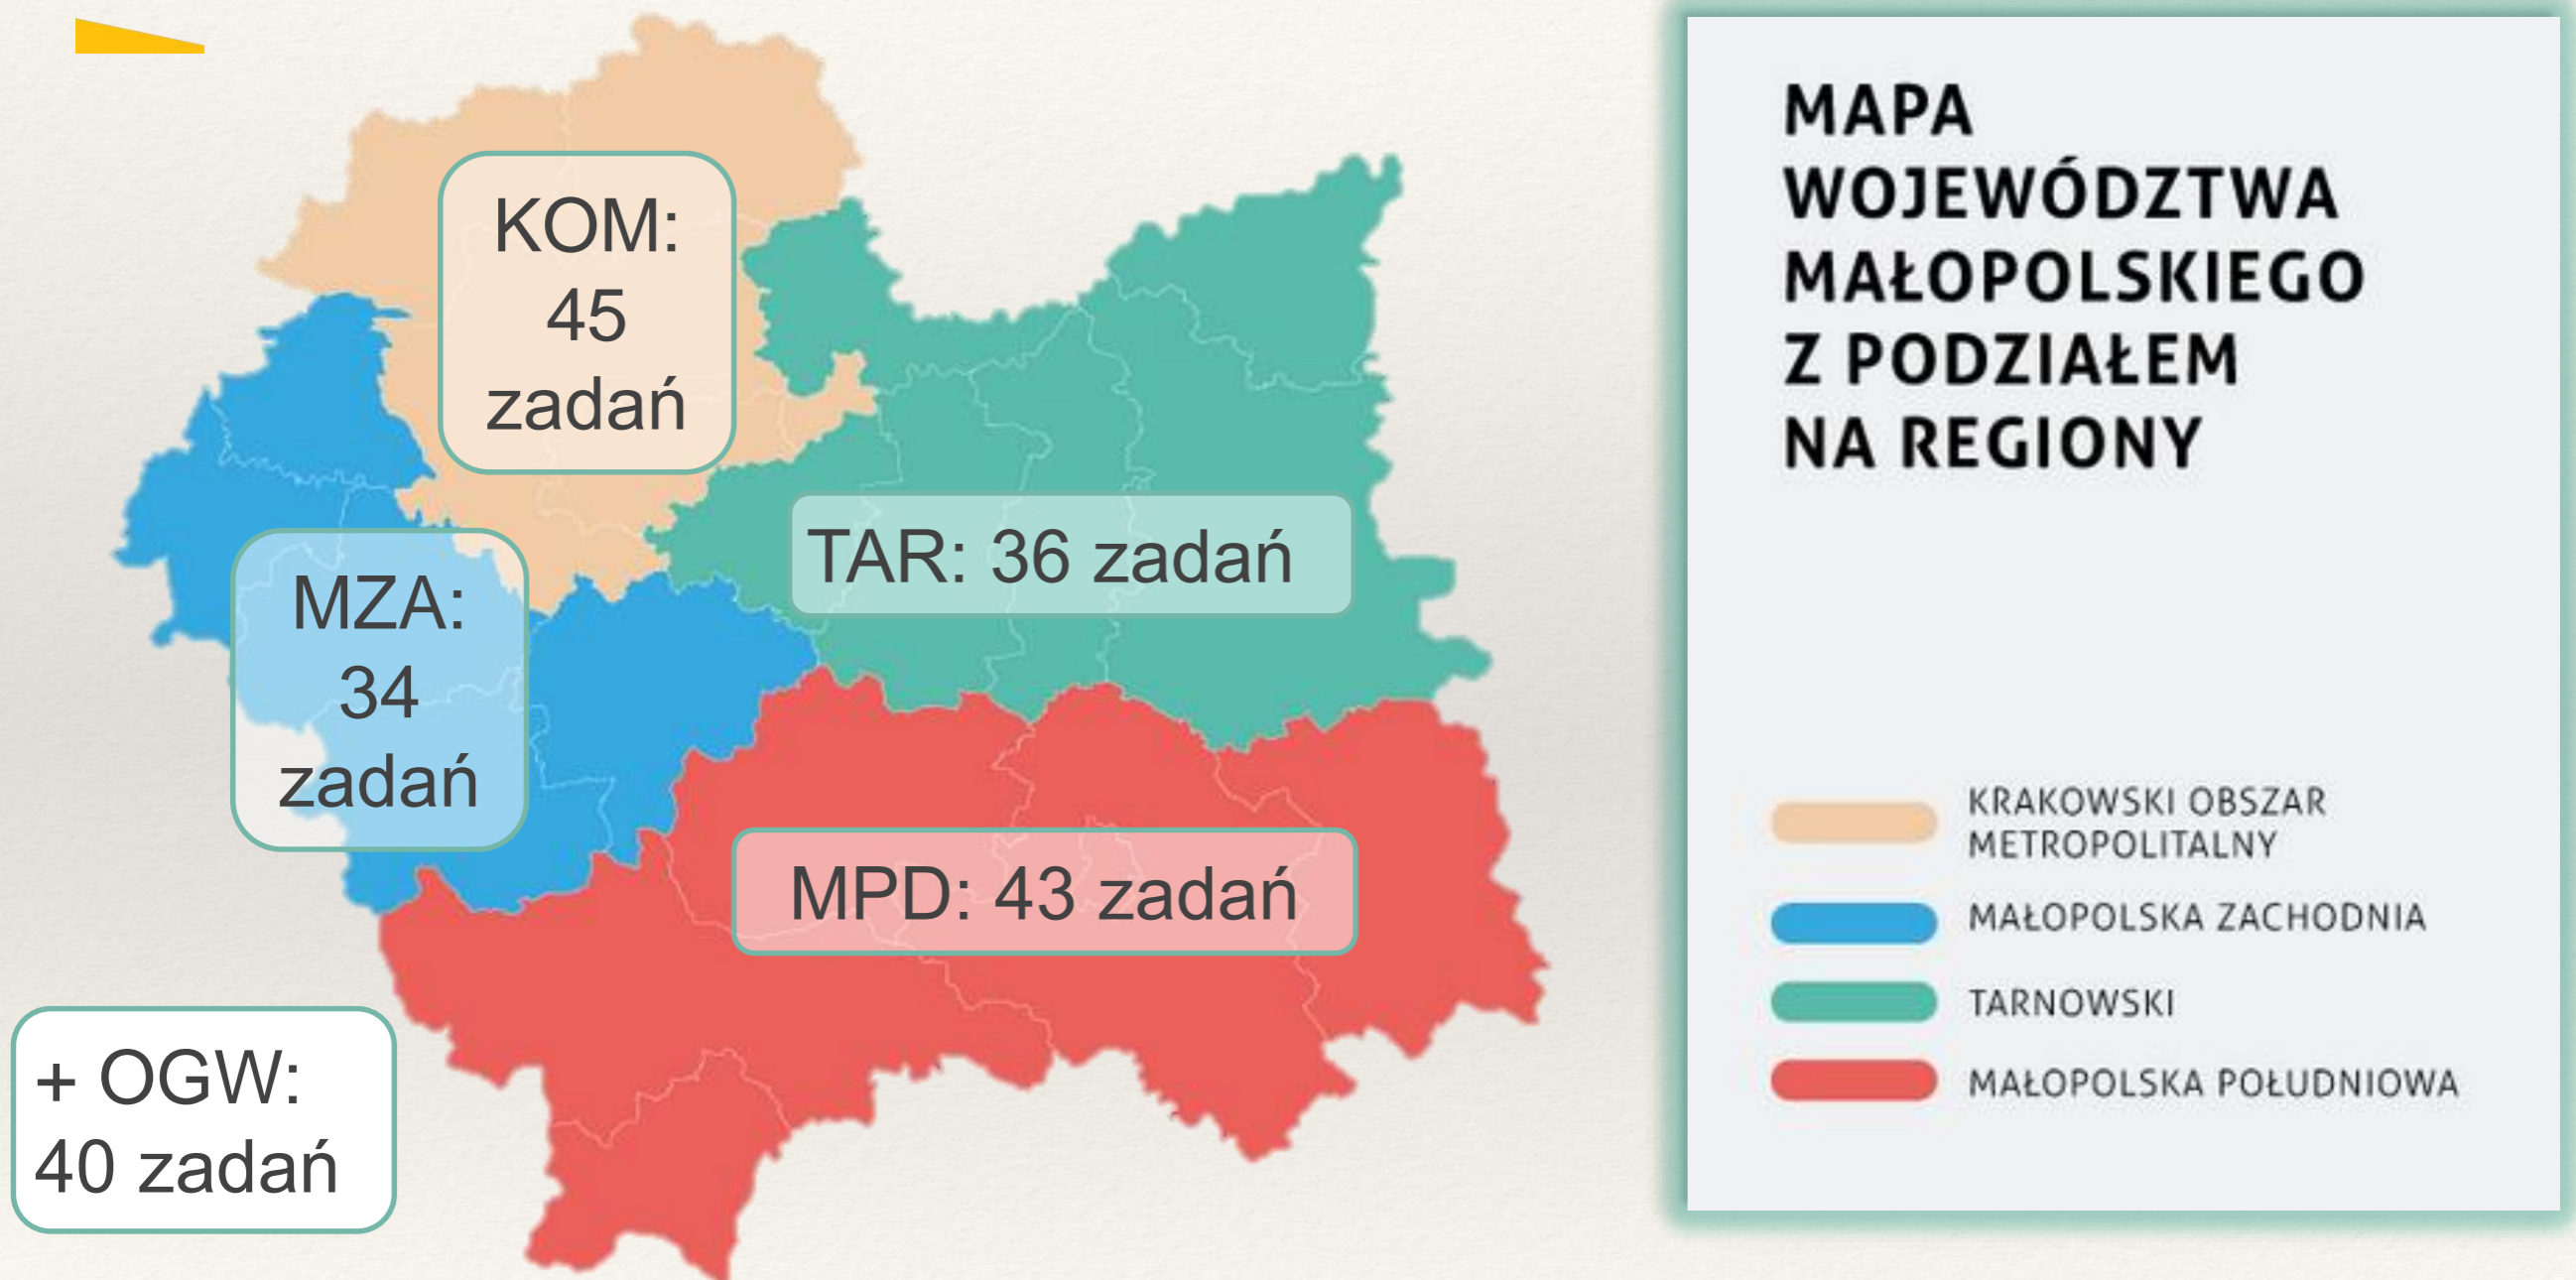 KOM:
45
zadań
TAR: 36 zadań
MZA:
34
zadań
MPD: 43 zadań
+ OGW:
40 zadań
MAPA
WOJEWÓDZTWA
MAŁOPOLSKIEGO
Z PODZIAŁEM
NA REGIONY
KRAKOWSKI OBSZAR
METROPOLITALNY
MAŁOPOLSKA ZACHODNIA
TARNOWSKI
MAŁOPOLSKA POŁUDNIOWA